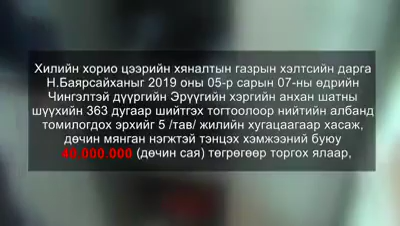 Хилийн хорио цээрийн хяналтын газрын хэлтсийн дарга
Н.Баярсайханыг 2019 оны 05-р сарын 07-ны өдрийн
Чингэлтэй дүүргийн Эрүүгийн хэргийн анхан шатны
шүүхийн 363 дугаар шийтгэх тогтоолоор нийтийн албанд
томилогдох эрхийг 5 /тав/ жилийн хугацаагаар хасаж,
дөчин мянган нэгжтэй тэнцэх хэмжээний буюу
40.000.000 (дөчин сая) төгрөгөөр торгох ялаар,